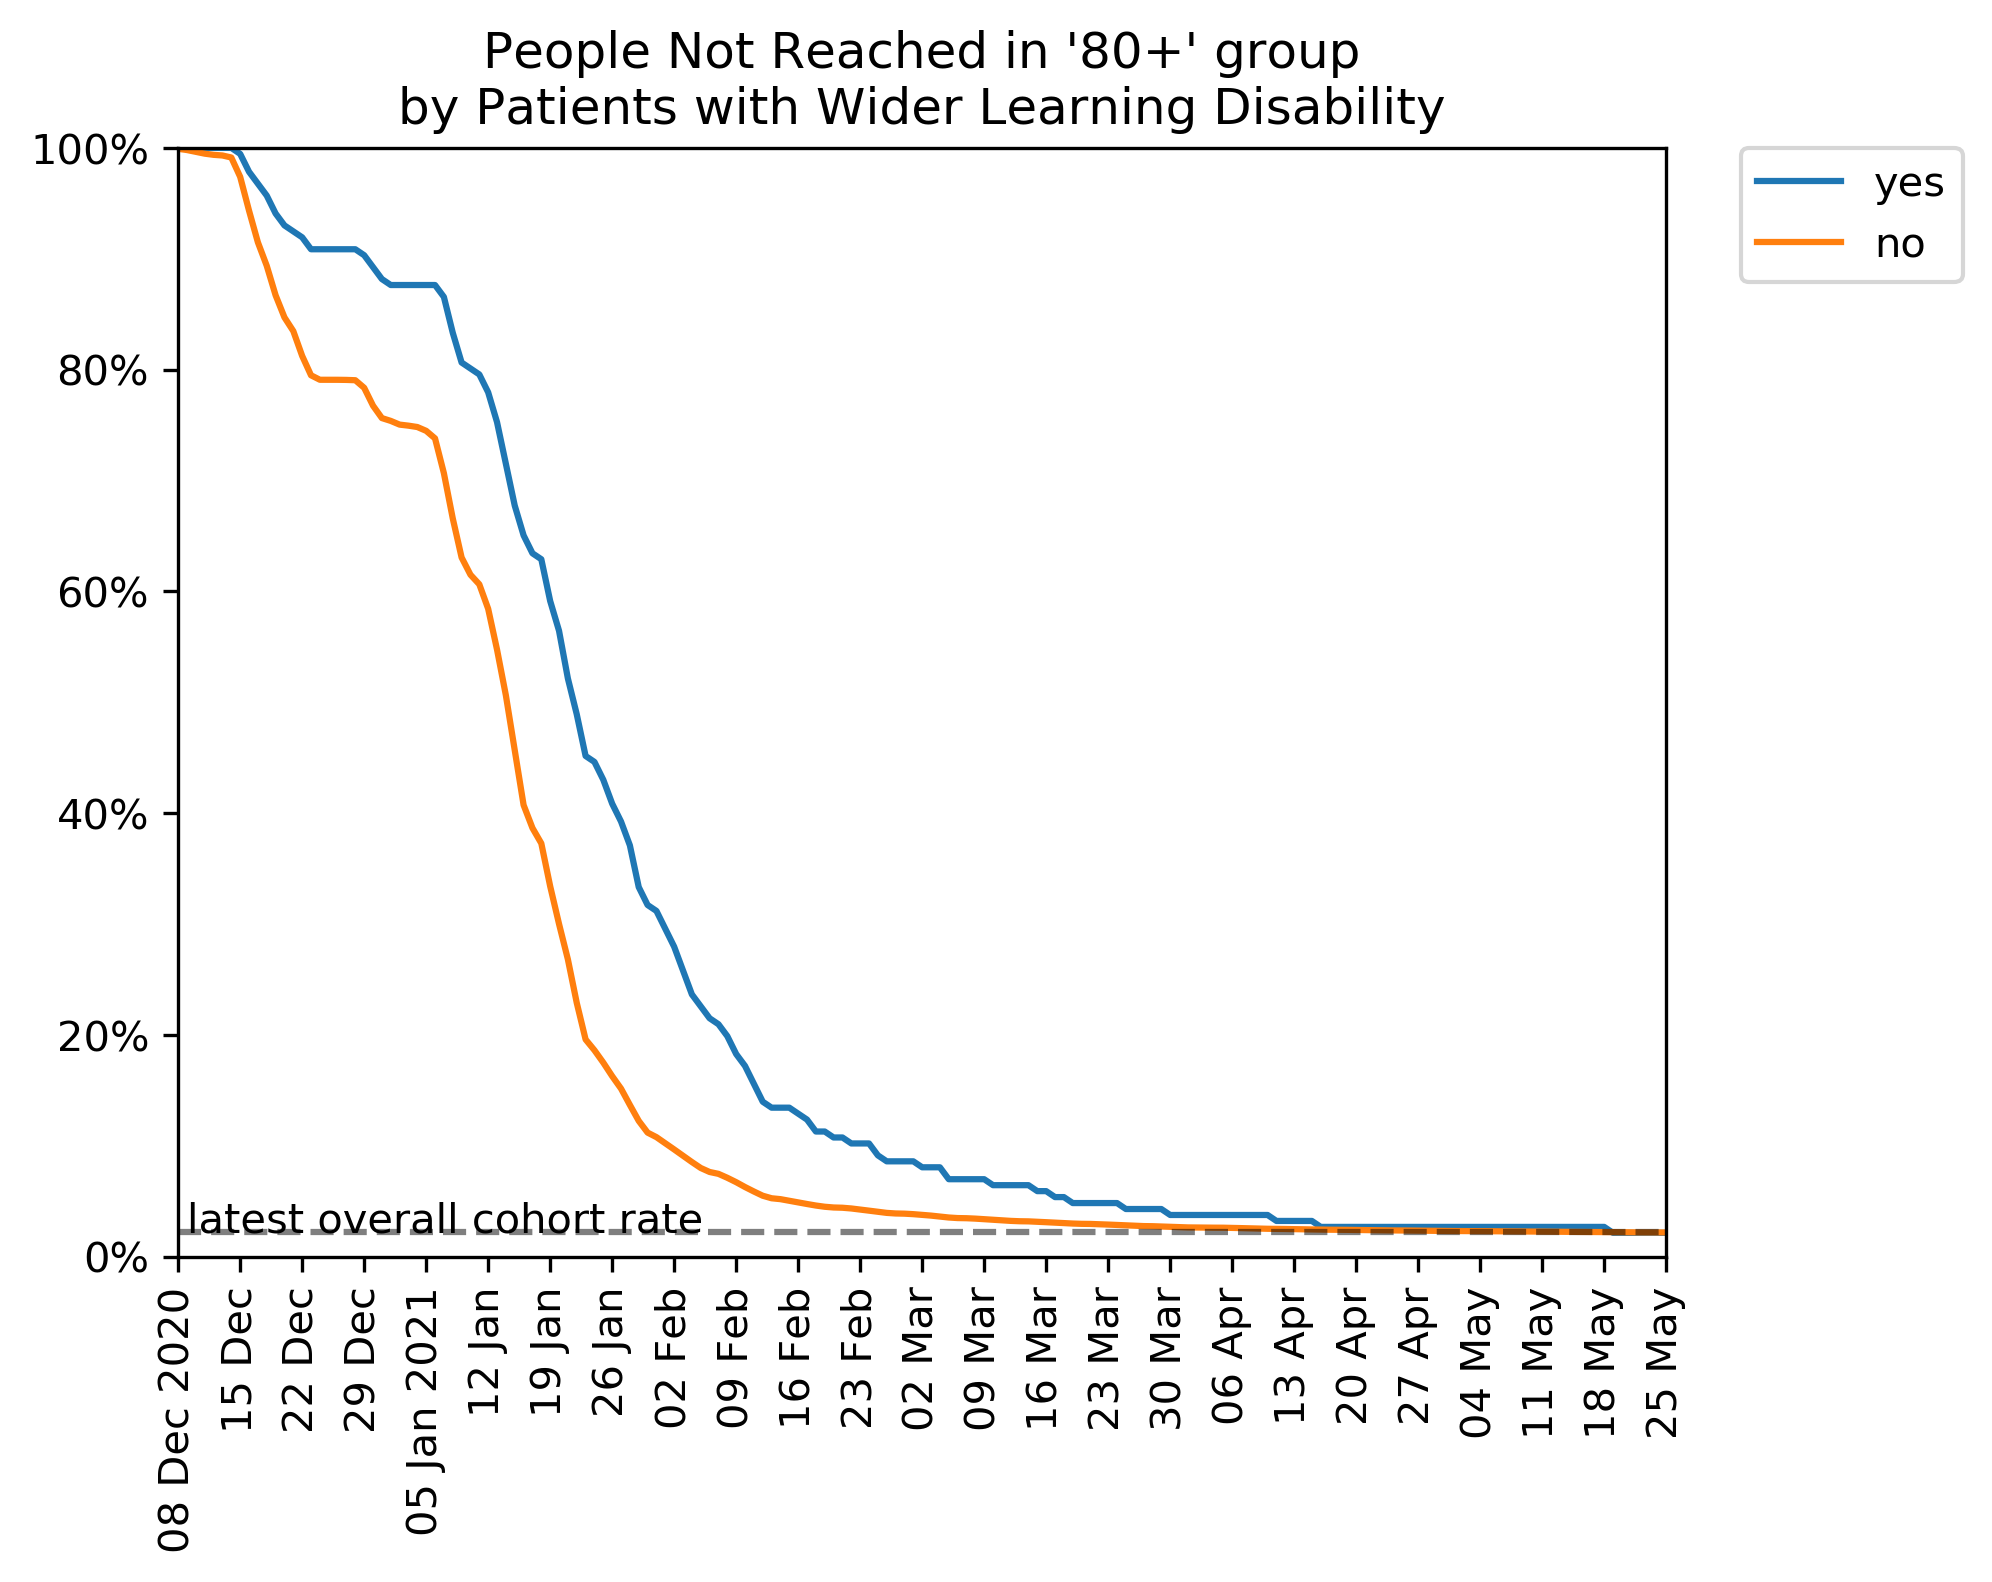 People Not Reached in '80+' group
by Patients with Wider Learning Disability
100%
80%
60%
40%
20%
0%
latest overall cohort rate
yes
no
08 Dec 2020
15 Dec
22 Dec
29 Dec
05 Jan 2021
12 Jan
19 Jan
26 Jan
02 Feb
09 Feb
16 Feb
23 Feb
02 Mar
09 Mar
16 Mar
23 Mar
30 Mar
06 Apr
13 Apr
20 Apr
27 Apr
04 May
11 May
18 May
25 May